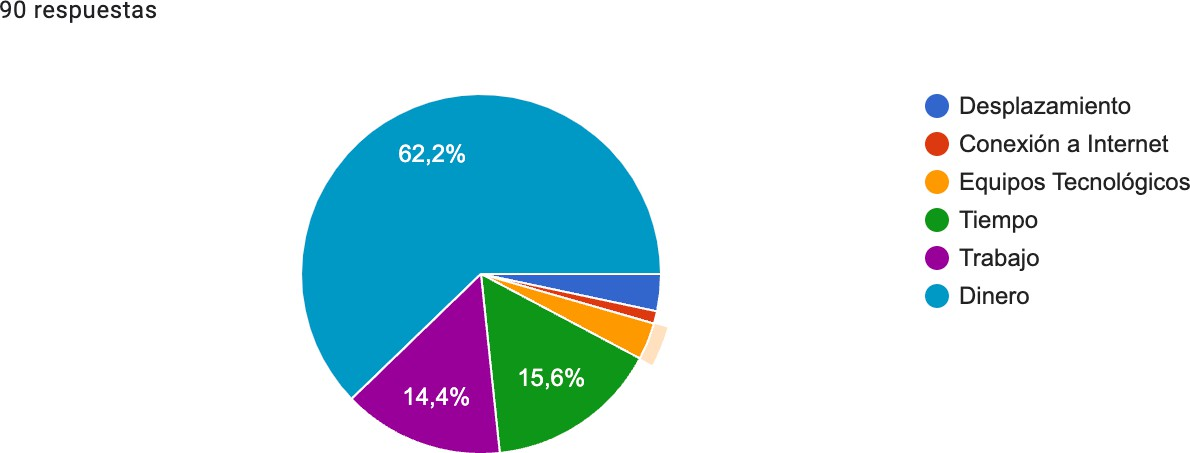 90 respuestas
62,2%
14,4%
15,6%
Desplazamiento
Conexión a Internet
Equipos Tecnológicos
Tiempo
Trabajo
Dinero